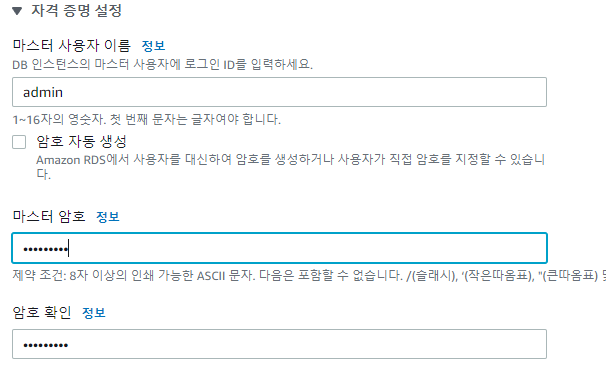 ▼ 자격 증명 설정
마스터 사용자 이름 정보
DB 인스턴스의 마스터 사용자에 로그인 ID를 입력하세요.
admin
1~16자의 영숫자. 첫 번째 문자는 글자여야 합니다.
암호 자동 생성
Amazon RDS에서 사용자를 대신하여 암호를 생성하거나 사용자가 직접 암호를 지정할 수 있습니
다.
마스터 암호 정보
•••••••••
제약 조건: 8자 이상의 인쇄 가능한 ASCII 문자. 다음은 포함할 수 없습니다. /(슬래시), '(작은따옴표), "(큰따옴표)
암호 확인 정보
•••••••••